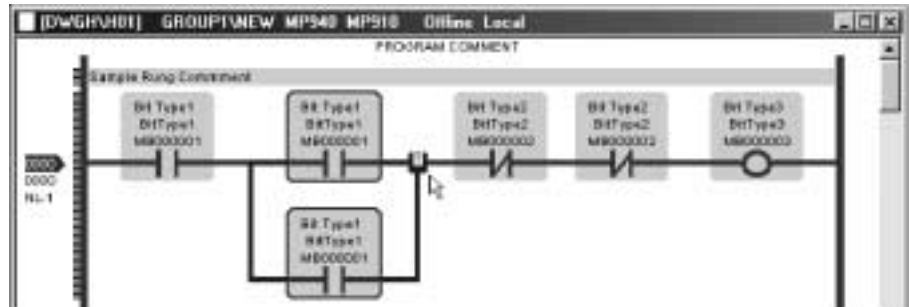 [DWGH\H01] GROUP1\NEW MP940 MP910 Offline Local
PROGRAM COMMENT
Sample Rung Comment
Bit Type1
BitType1
MB000001
Bit Type1
BitType1
MB000001
Bit Type2
BitType2
MB000002
Bit Type2
BitType2
MB000002
Bit Type3
BitType3
MB000003
0000
0000
NL-1
Bit Type1
BitType1
MB000001